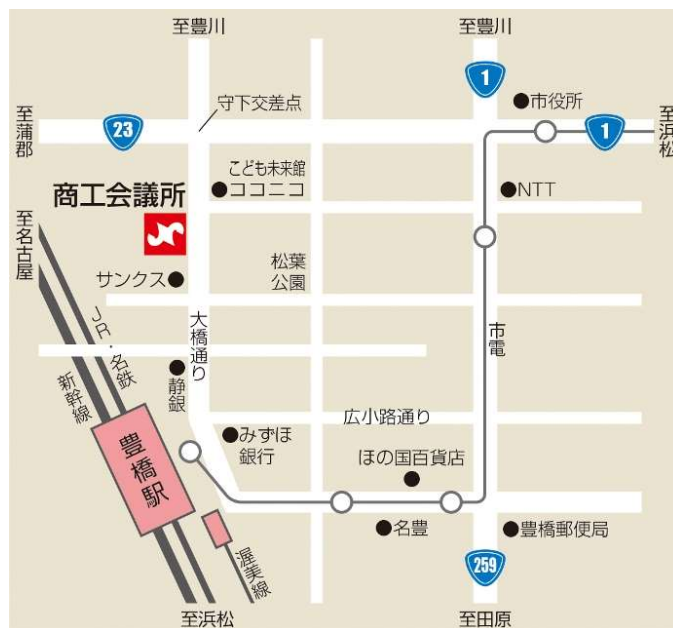 至豊川
至豊川
1
市役所
守下交差点
至蒲郡
23
1
至浜松
こども未来館
ココニコ
NTT
商工会議所
至名古屋
サンクス
松葉
公園
JR・名鉄
大橋通り
市電
新幹線
静銀
広小路通り
みずほ
銀行
ほの国百貨店
豊橋駅
名豊
豊橋郵便局
渥美線
259
至浜松
至田原